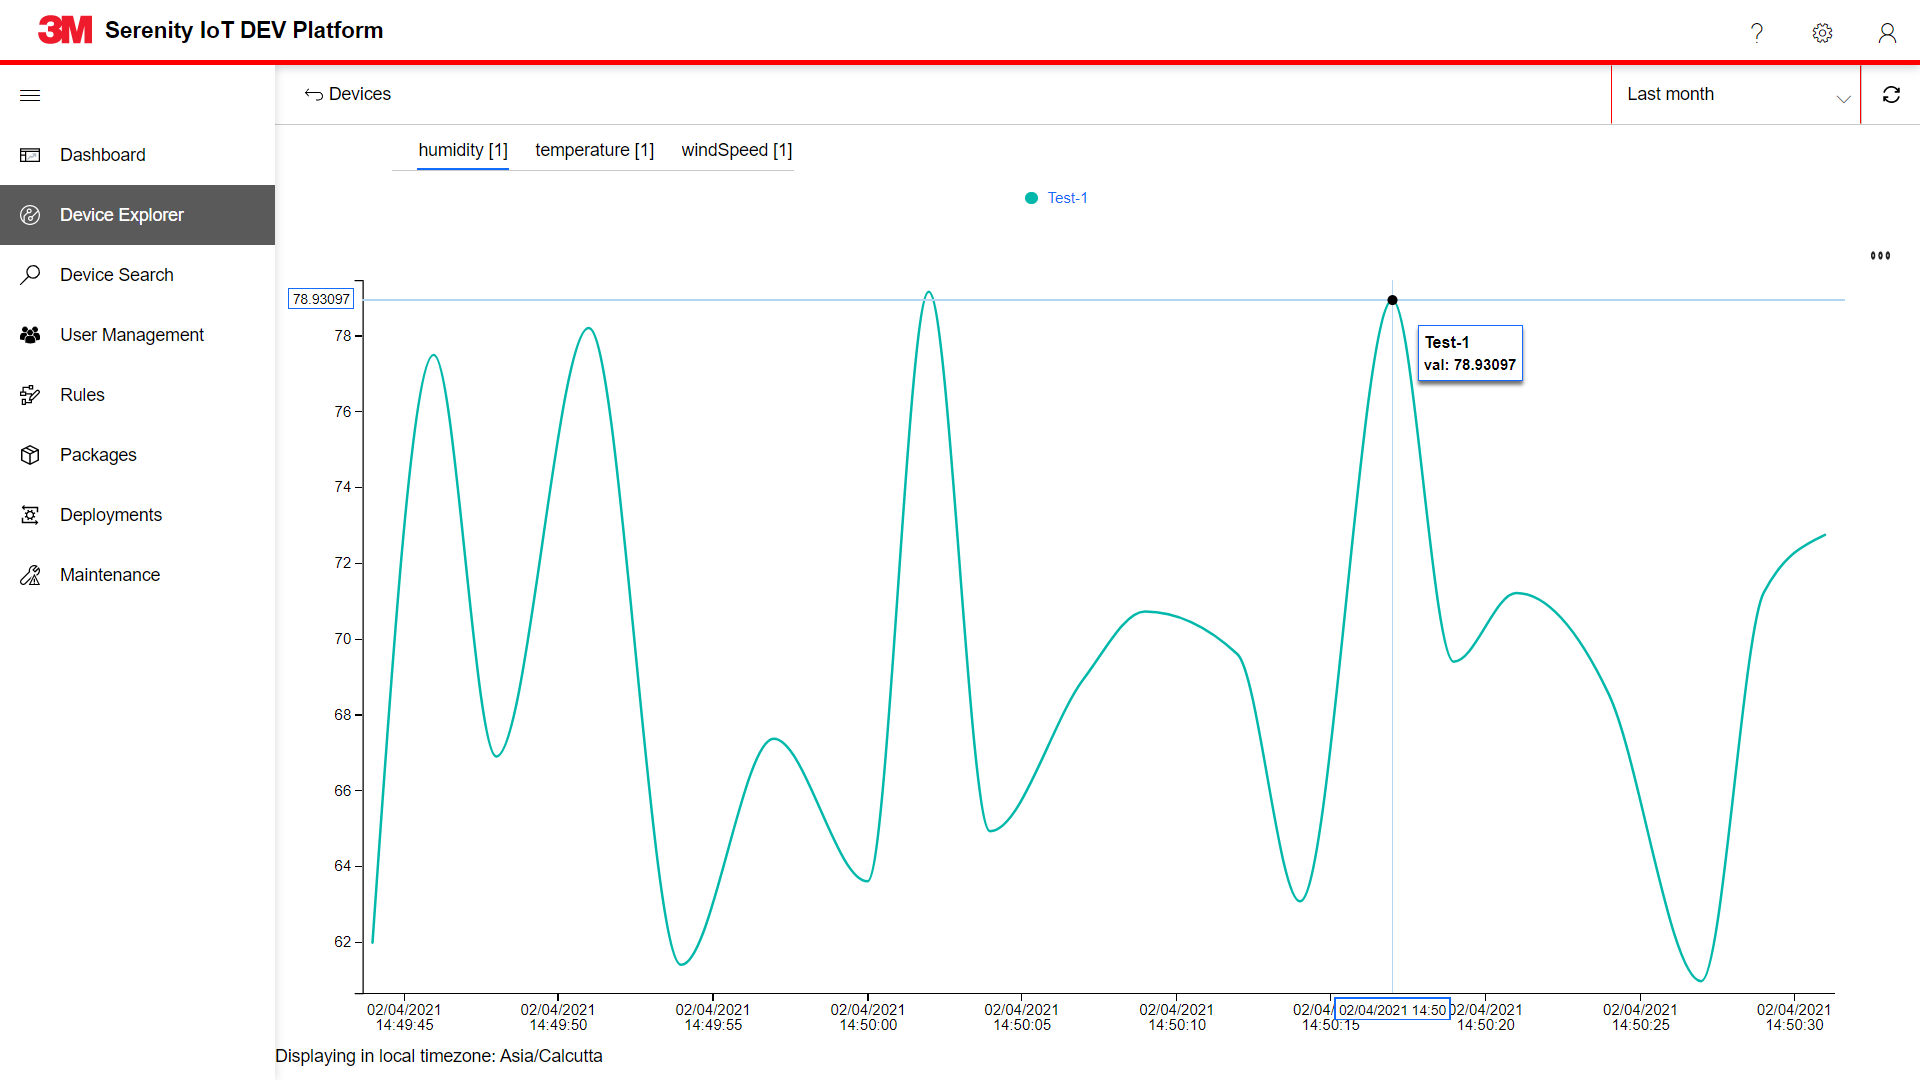 3M Serenity IoT DEV Platform
Devices
Last month
Dashboard
Device Explorer
Device Search
User Management
Rules
Packages
Deployments
Maintenance
humidity [1] temperature [1] windSpeed [1]
Test-1
78.93097
78
76
74
72
70
68
66
64
62
Test-1
val: 78.93097
02/04/2021 14:49:45
02/04/2021 14:49:50
02/04/2021 14:49:55
02/04/2021 14:50:00
02/04/2021 14:50:05
02/04/2021 14:50:10
02/04/ 14:50:15
02/04/2021 14:50
02/04/2021 14:50:20
02/04/2021 14:50:25
02/04/2021 14:50:30
Displaying in local timezone: Asia/Calcutta